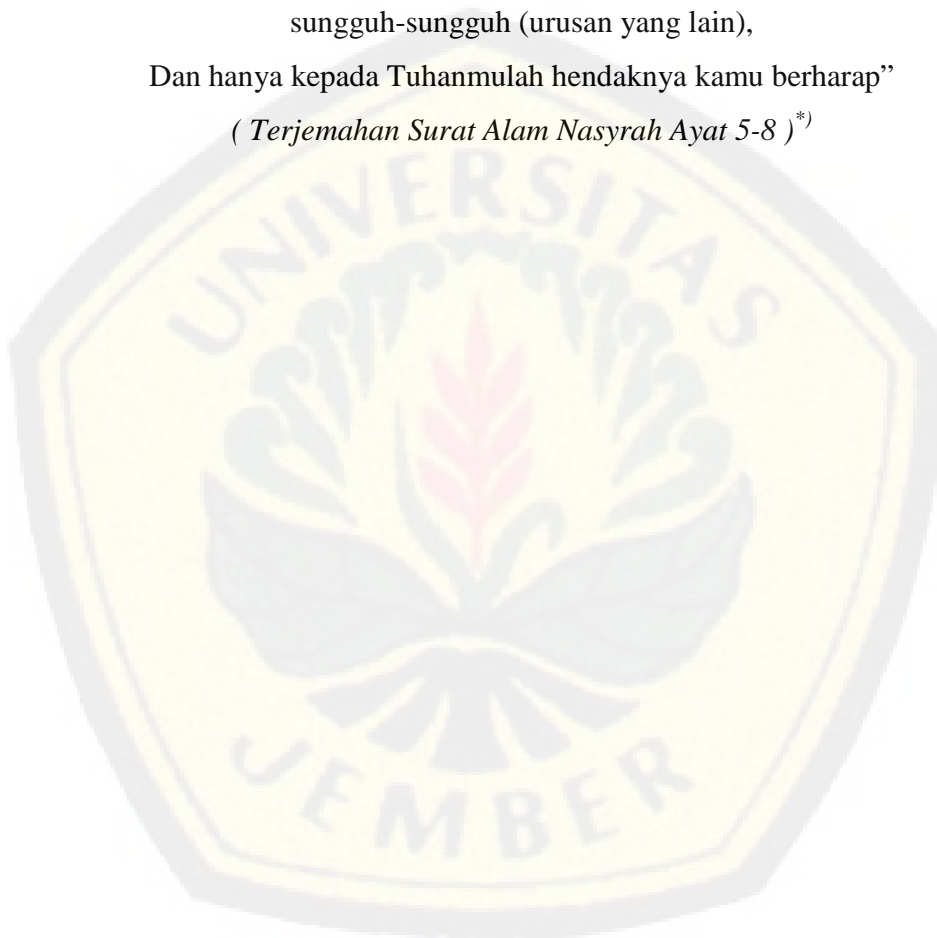 sungguh-sungguh (urusan yang lain),
Dan hanya kepada Tuhanmulah hendaknya kamu berharap”
( Terjemahan Surat Alam Nasyrah Ayat 5-8 )*)
UNIVERSITAS
JEMBER